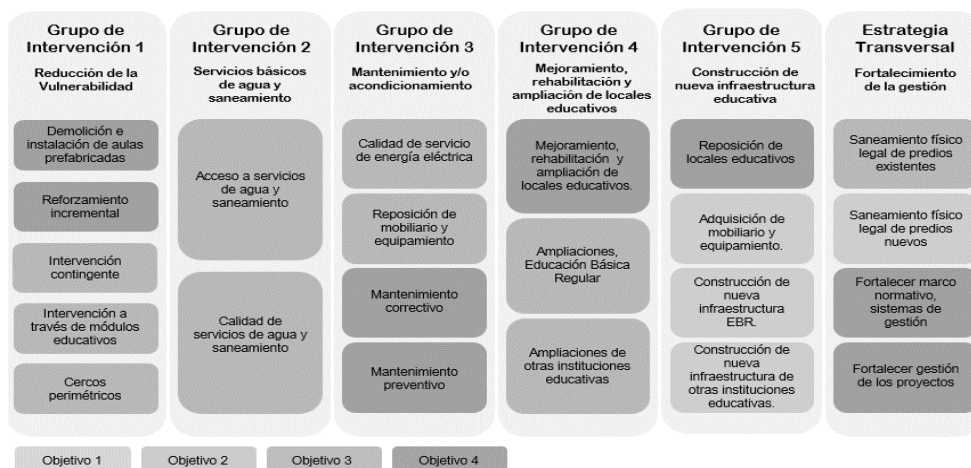 Grupo de
Intervención 1
Reducción de la
Vulnerabilidad
Demolición e
instalación de aulas
prefabricadas
Reforzamiento
incremental
Intervención
contingente
Intervención a
través de módulos
educativos
Cercos
perimétricos
Grupo de
Intervención 2
Servicios básicos
de agua y
saneamiento
Acceso a servicios
de agua y
saneamiento
Calidad de
servicios de agua y
saneamiento
Grupo de
Intervención 3
Mantenimiento y/o
acondicionamiento
Calidad de servicio
de energía eléctrica
Reposición de
mobiliario y
equipamiento
Mantenimiento
correctivo
Mantenimiento
preventivo
Grupo de
Intervención 4
Mejoramiento,
rehabilitación y
ampliación de locales
educativos
Mejoramiento,
rehabilitación y
ampliación de
locales educativos.
Ampliaciones,
Educación Básica
Regular
Ampliaciones de
otras instituciones
educativas
Grupo de
Intervención 5
Construcción de
nueva infraestructura
educativa
Reposición de
locales educativos
Adquisición de
mobiliario y
equipamiento.
Construcción de
nueva
infraestructura
EBR.
Construcción de
nueva
infraestructura de
otras instituciones
educativas.
Estrategia
Transversal
Fortalecimiento
de la gestión
Saneamiento físico
legal de predios
existentes
Saneamiento físico
legal de predios
nuevos
Fortalecer marco
normativo,
sistemas de
gestión
Fortalecer gestión
de los proyectos
Objetivo 1
Objetivo 2
Objetivo 3
Objetivo 4